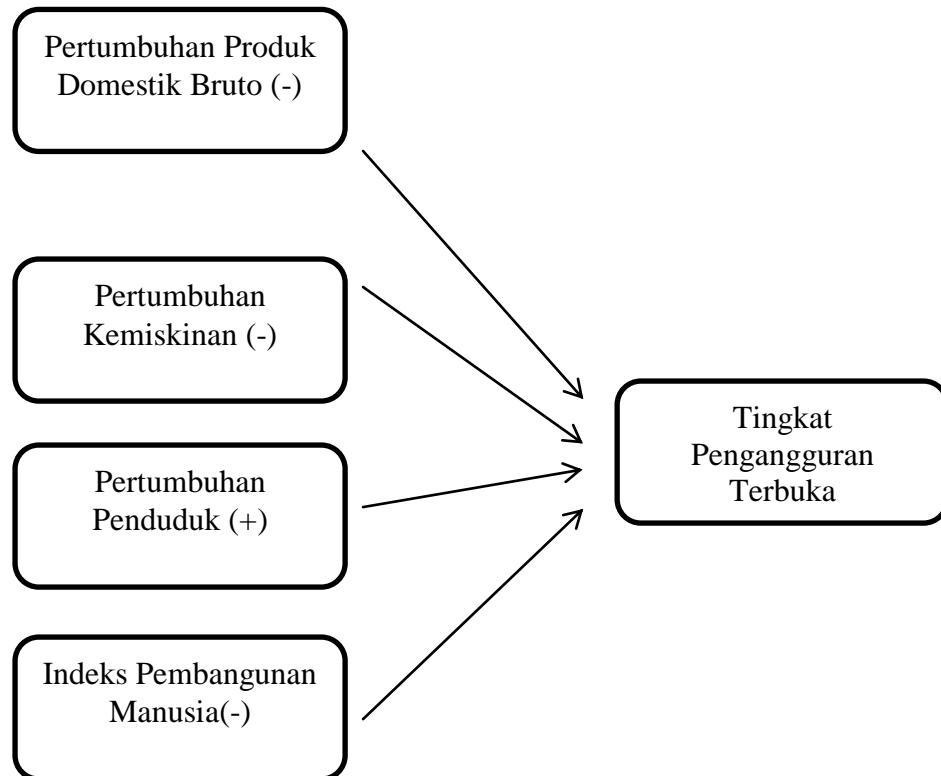 Pertumbuhan Produk
Domestik Bruto (-)
Pertumbuhan
Kemiskinan (-)
Pertumbuhan
Penduduk (+)
Indeks Pembangunan
Manusia(-)
Tingkat
Pengangguran
Terbuka